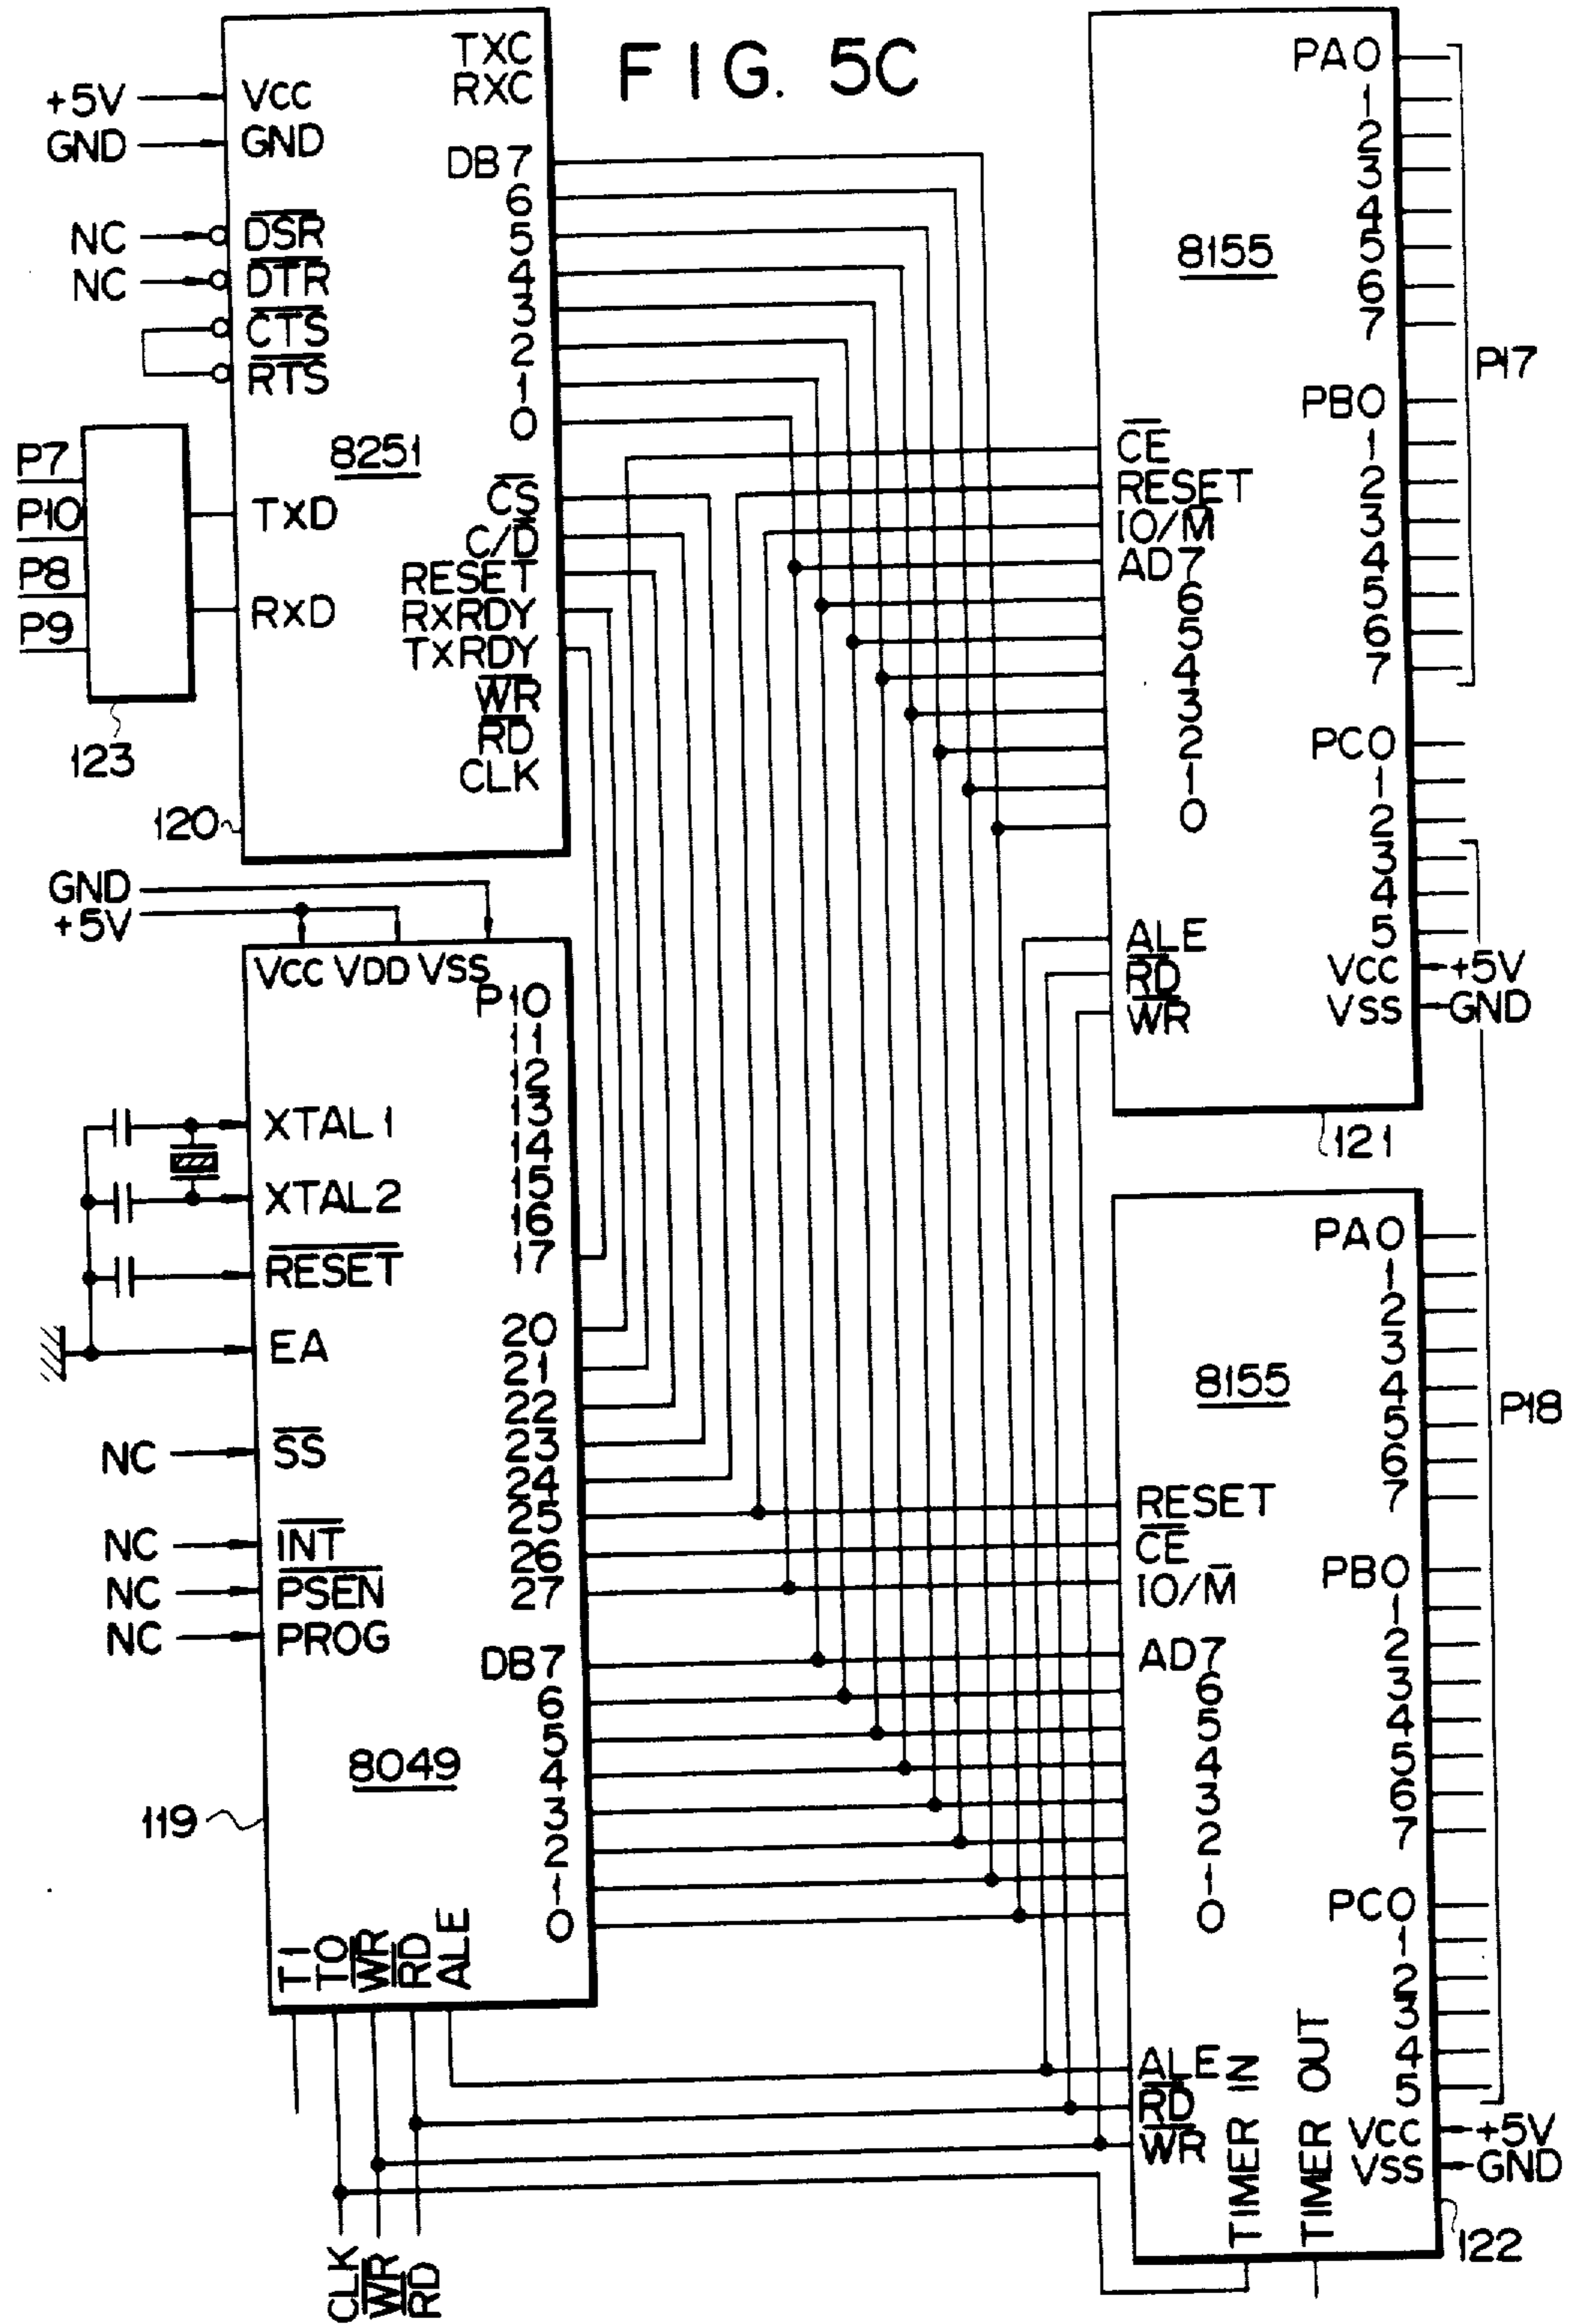 FIG. 5C
+5V
GND
NC
NC
VCC
GND
DSR
DTR
CTS
RTS
8251
TXD
RXD
TXC
RXC
DB7
6
5
4
3
2
1
0
CS
C/D
RESET
RXRDY
TXRDY
WR
RD
CLK
P7
P10
P8
P9
123
120
8155
CE
RESET
IO/M
AD7
6
5
4
3
2
1
0
ALE
RD
WR
PA0
1
2
3
4
5
6
7
PB0
1
2
3
4
5
6
7
PC0
1
2
3
4
5
VCC
VSS
+5V
GND
P17
121
GND
+5V
VCC VDD VSS
XTAL1
XTAL2
RESET
EA
NC
SS
NC
INT
NC
PSEN
NC
PROG
8049
119
P10
11
12
13
14
15
16
17
20
21
22
23
24
25
26
27
DB7
6
5
4
3
2
1
0
T1
T0
WR
RD
ALE
CLK
WR
RD
8155
RESET
CE
IO/M
AD7
6
5
4
3
2
1
0
ALE
RD
WR
TIMER IN
TIMER OUT
PA0
1
2
3
4
5
6
7
PB0
1
2
3
4
5
6
7
PC0
1
2
3
4
5
VCC
VSS
+5V
GND
P18
122